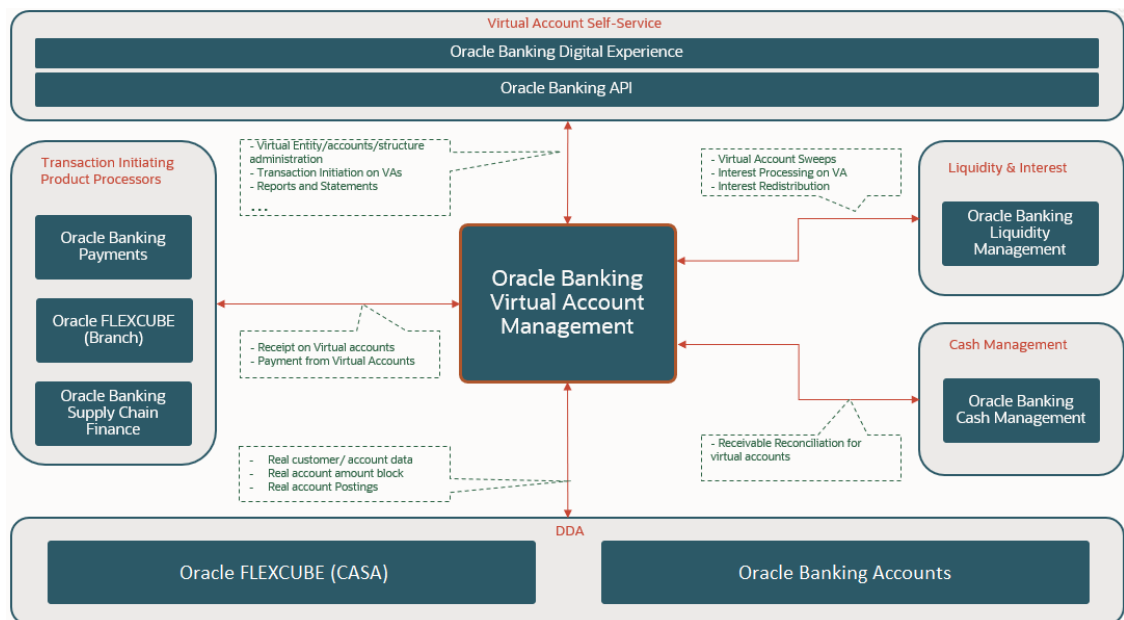 Virtual Account Self-Service
Oracle Banking Digital Experience
Oracle Banking API
- Virtual Entity/accounts/structure
administration
- Transaction Initiation on VAs
- Reports and Statements
...
- Virtual Account Sweeps
- Interest Processing on VA
- Interest Redistribution
Transaction Initiating
Product Processors
Oracle Banking
Payments
Oracle FLEXCUBE
(Branch)
Oracle Banking
Supply Chain
Finance
Oracle Banking
Virtual Account
Management
Liquidity & Interest
Oracle Banking
Liquidity
Management
- Receipt on Virtual accounts
- Payment from Virtual Accounts
Cash Management
Oracle Banking
Cash Management
- Real customer/ account data
- Real account amount block
- Real account Postings
- Receivable Reconciliation for
virtual accounts
DDA
Oracle FLEXCUBE (CASA)
Oracle Banking Accounts